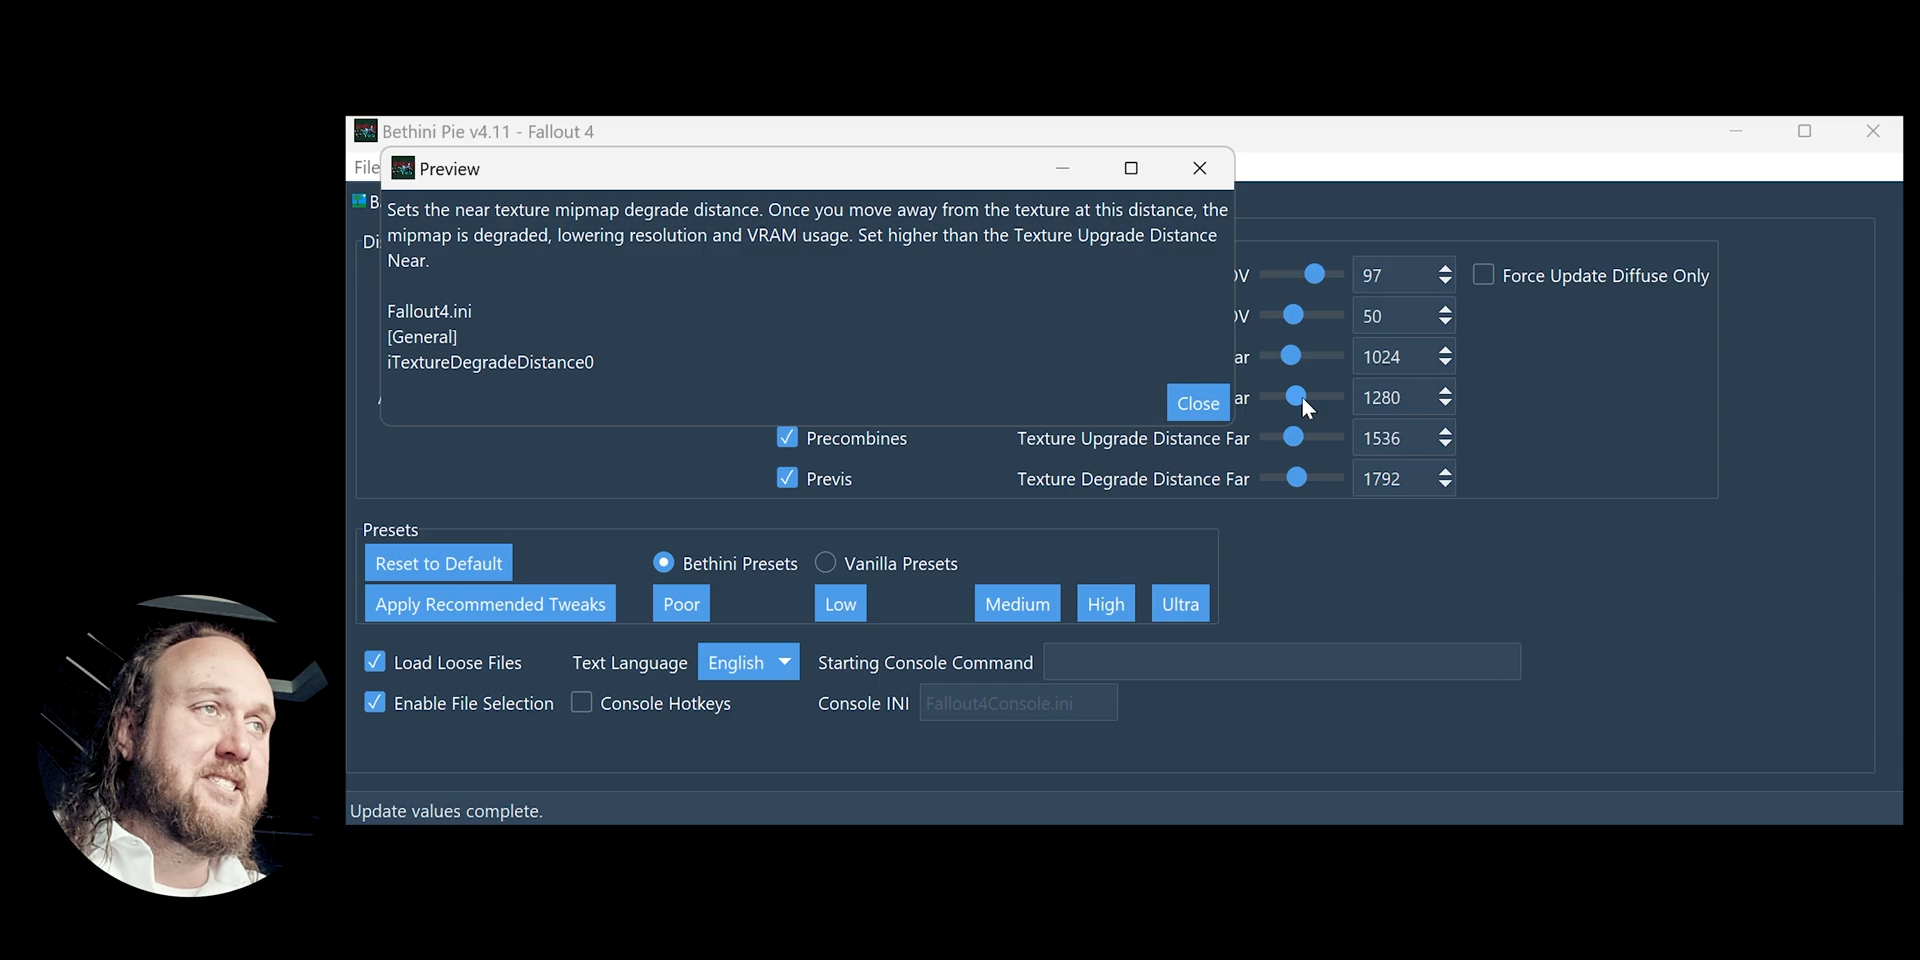 Bethini Pie v4.11 - Fallout 4
File
Preview
B
Sets the near texture mipmap degrade distance. Once you move away from the texture at this distance, the
mipmap is degraded, lowering resolution and VRAM usage. Set higher than the Texture Upgrade Distance
Near.
Di
Fallout4.ini
[General]
iTextureDegradeDistance0
Close
OV 97 Force Update Diffuse Only
OV 50
ar 1024
ar 1280
Precombines Texture Upgrade Distance Far 1536
Previs Texture Degrade Distance Far 1792
Presets
Reset to Default Bethini Presets Vanilla Presets
Apply Recommended Tweaks Poor Low Medium High Ultra
Load Loose Files Text Language English Starting Console Command
Enable File Selection Console Hotkeys Console INI Fallout4Console.ini
Update values complete.